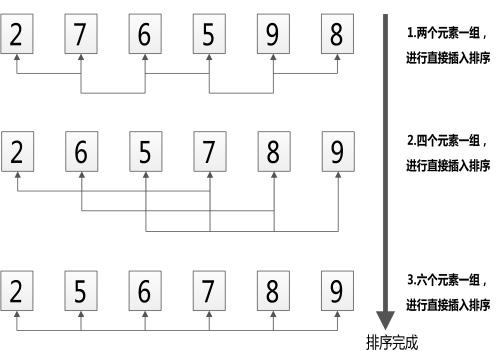 2 7 6 5 9 8
1.两个元素一组，
进行直接插入排序
2 6 5 7 8 9
2.四个元素一组，
进行直接插入排序
2 5 6 7 8 9
3.六个元素一组，
进行直接插入排序
排序完成